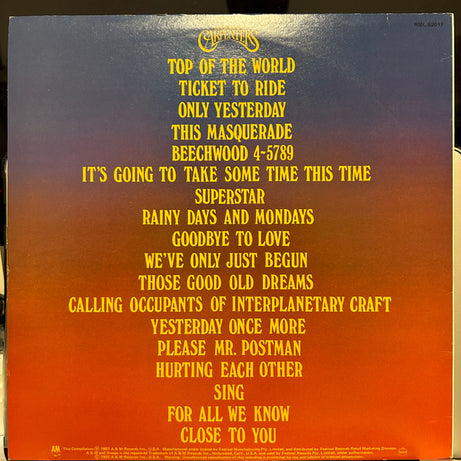 RML 52017
CARPENTERS
TOP OF THE WORLD
TICKET TO RIDE
ONLY YESTERDAY
THIS MASQUERADE
BEECHWOOD 4-5789
IT'S GOING TO TAKE SOME TIME THIS TIME
SUPERSTAR
RAINY DAYS AND MONDAYS
GOODBYE TO LOVE
WE'VE ONLY JUST BEGUN
THOSE GOOD OLD DREAMS
CALLING OCCUPANTS OF INTERPLANETARY CRAFT
YESTERDAY ONCE MORE
PLEASE MR. POSTMAN
HURTING EACH OTHER
SING
FOR ALL WE KNOW
CLOSE TO YOU
A&M